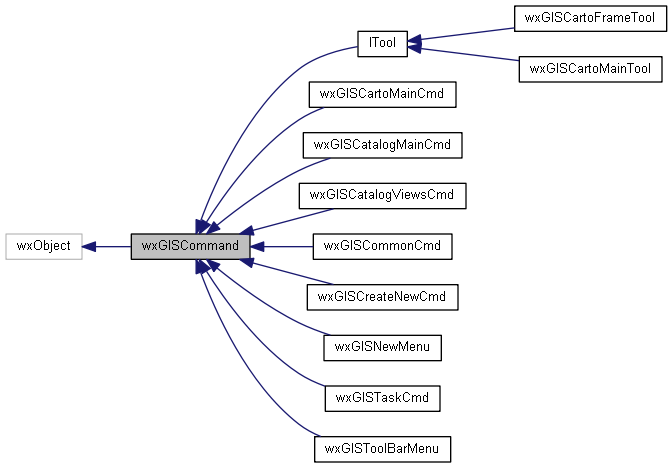 wxGISCartoFrameTool
ITool
wxGISCartoMainTool
wxGISCartoMainCmd
wxGISCatalogMainCmd
wxGISCatalogViewsCmd
wxObject
wxGISCommand
wxGISCommonCmd
wxGISCreateNewCmd
wxGISNewMenu
wxGISTaskCmd
wxGISToolBarMenu